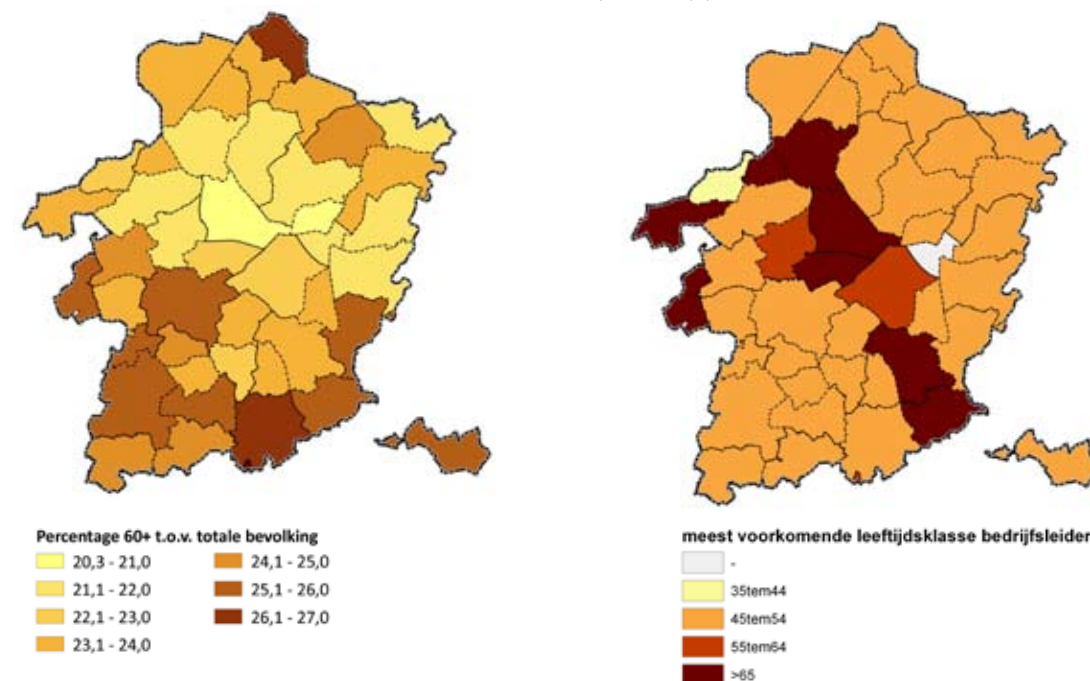 Percentage 60+ t.o.v. totale bevolking
20,3 - 21,0
21,1 - 22,0
22,1 - 23,0
23,1 - 24,0
24,1 - 25,0
25,1 - 26,0
26,1 - 27,0
meest voorkomende leeftijdsklasse bedrijfsleider
-
35tem44
45tem54
55tem64
>65